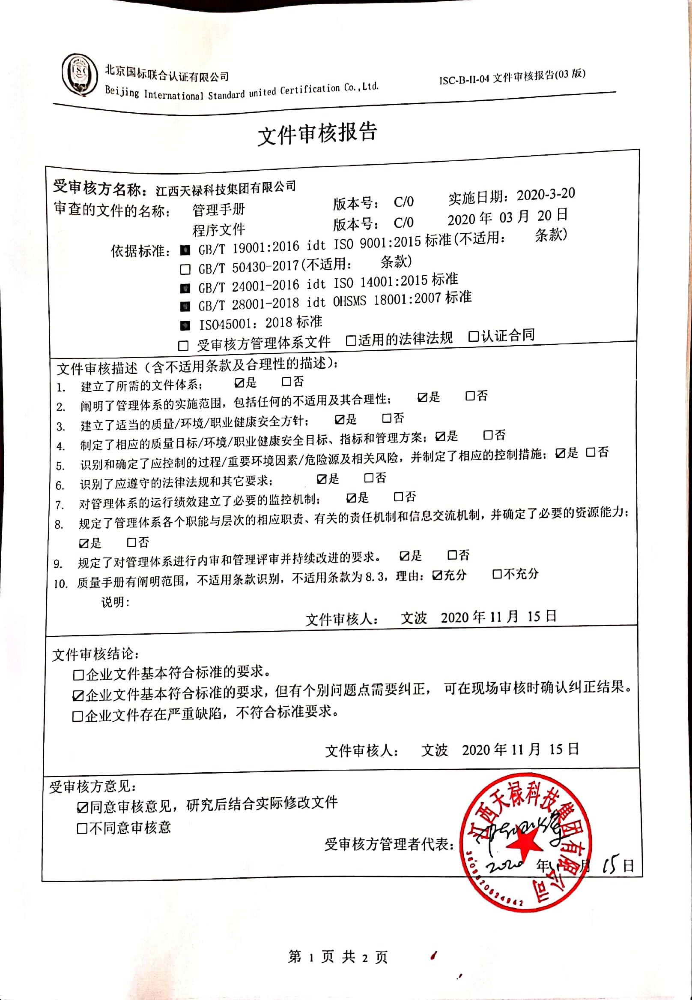 ISC
北京国标联合认证有限公司
Beijing International Standard united Certification Co.,Ltd.
ISC-B-II-04 文件审核报告(03 版)
文件审核报告
受审核方名称：江西天禄科技集团有限公司
审查的文件的名称： 管理手册 版本号： C/0 实施日期：2020-3-20
程序文件 版本号： C/0 2020 年 03 月 20 日
依据标准：■ GB/T 19001:2016 idt ISO 9001:2015 标准(不适用： 条款)
□ GB/T 50430-2017(不适用： 条款)
■ GB/T 24001-2016 idt ISO 14001:2015 标准
■ GB/T 28001-2018 idt OHSMS 18001:2007 标准
■ ISO45001：2018 标准
□ 受审核方管理体系文件 □适用的法律法规 □认证合同
文件审核描述（含不适用条款及合理性的描述）：
1. 建立了所需的文件体系； ☑是 □否
2. 阐明了管理体系的实施范围，包括任何的不适用及其合理性； ☑是 □否
3. 建立了适当的质量/环境/职业健康安全方针； ☑是 □否
4. 制定了相应的质量目标/环境/职业健康安全目标、指标和管理方案；☑是 □否
5. 识别和确定了应控制的过程/重要环境因素/危险源及相关风险，并制定了相应的控制措施；☑是 □否
6. 识别了应遵守的法律法规和其它要求； ☑是 □否
7. 对管理体系的运行绩效建立了必要的监控机制； ☑是 □否
8. 规定了管理体系各个职能与层次的相应职责、有关的责任机制和信息交流机制，并确定了必要的资源能力；
☑是 □否
9. 规定了对管理体系进行内审和管理评审并持续改进的要求。 ☑是 □否
10. 质量手册有阐明范围，不适用条款识别，不适用条款为 8.3，理由：☑充分 □不充分
说明：
文件审核人： 文波 2020 年 11 月 15 日
文件审核结论：
□企业文件基本符合标准的要求。
☑企业文件基本符合标准的要求，但有个别问题点需要纠正， 可在现场审核时确认纠正结果。
□企业文件存在严重缺陷，不符合标准要求。
文件审核人： 文波 2020 年 11 月 15 日
受审核方意见：
☑同意审核意见，研究后结合实际修改文件
□不同意审核意
江西天禄科技集团有限公司
受审核方管理者代表：
2020 年 11 月 15 日
第 1 页 共 2 页